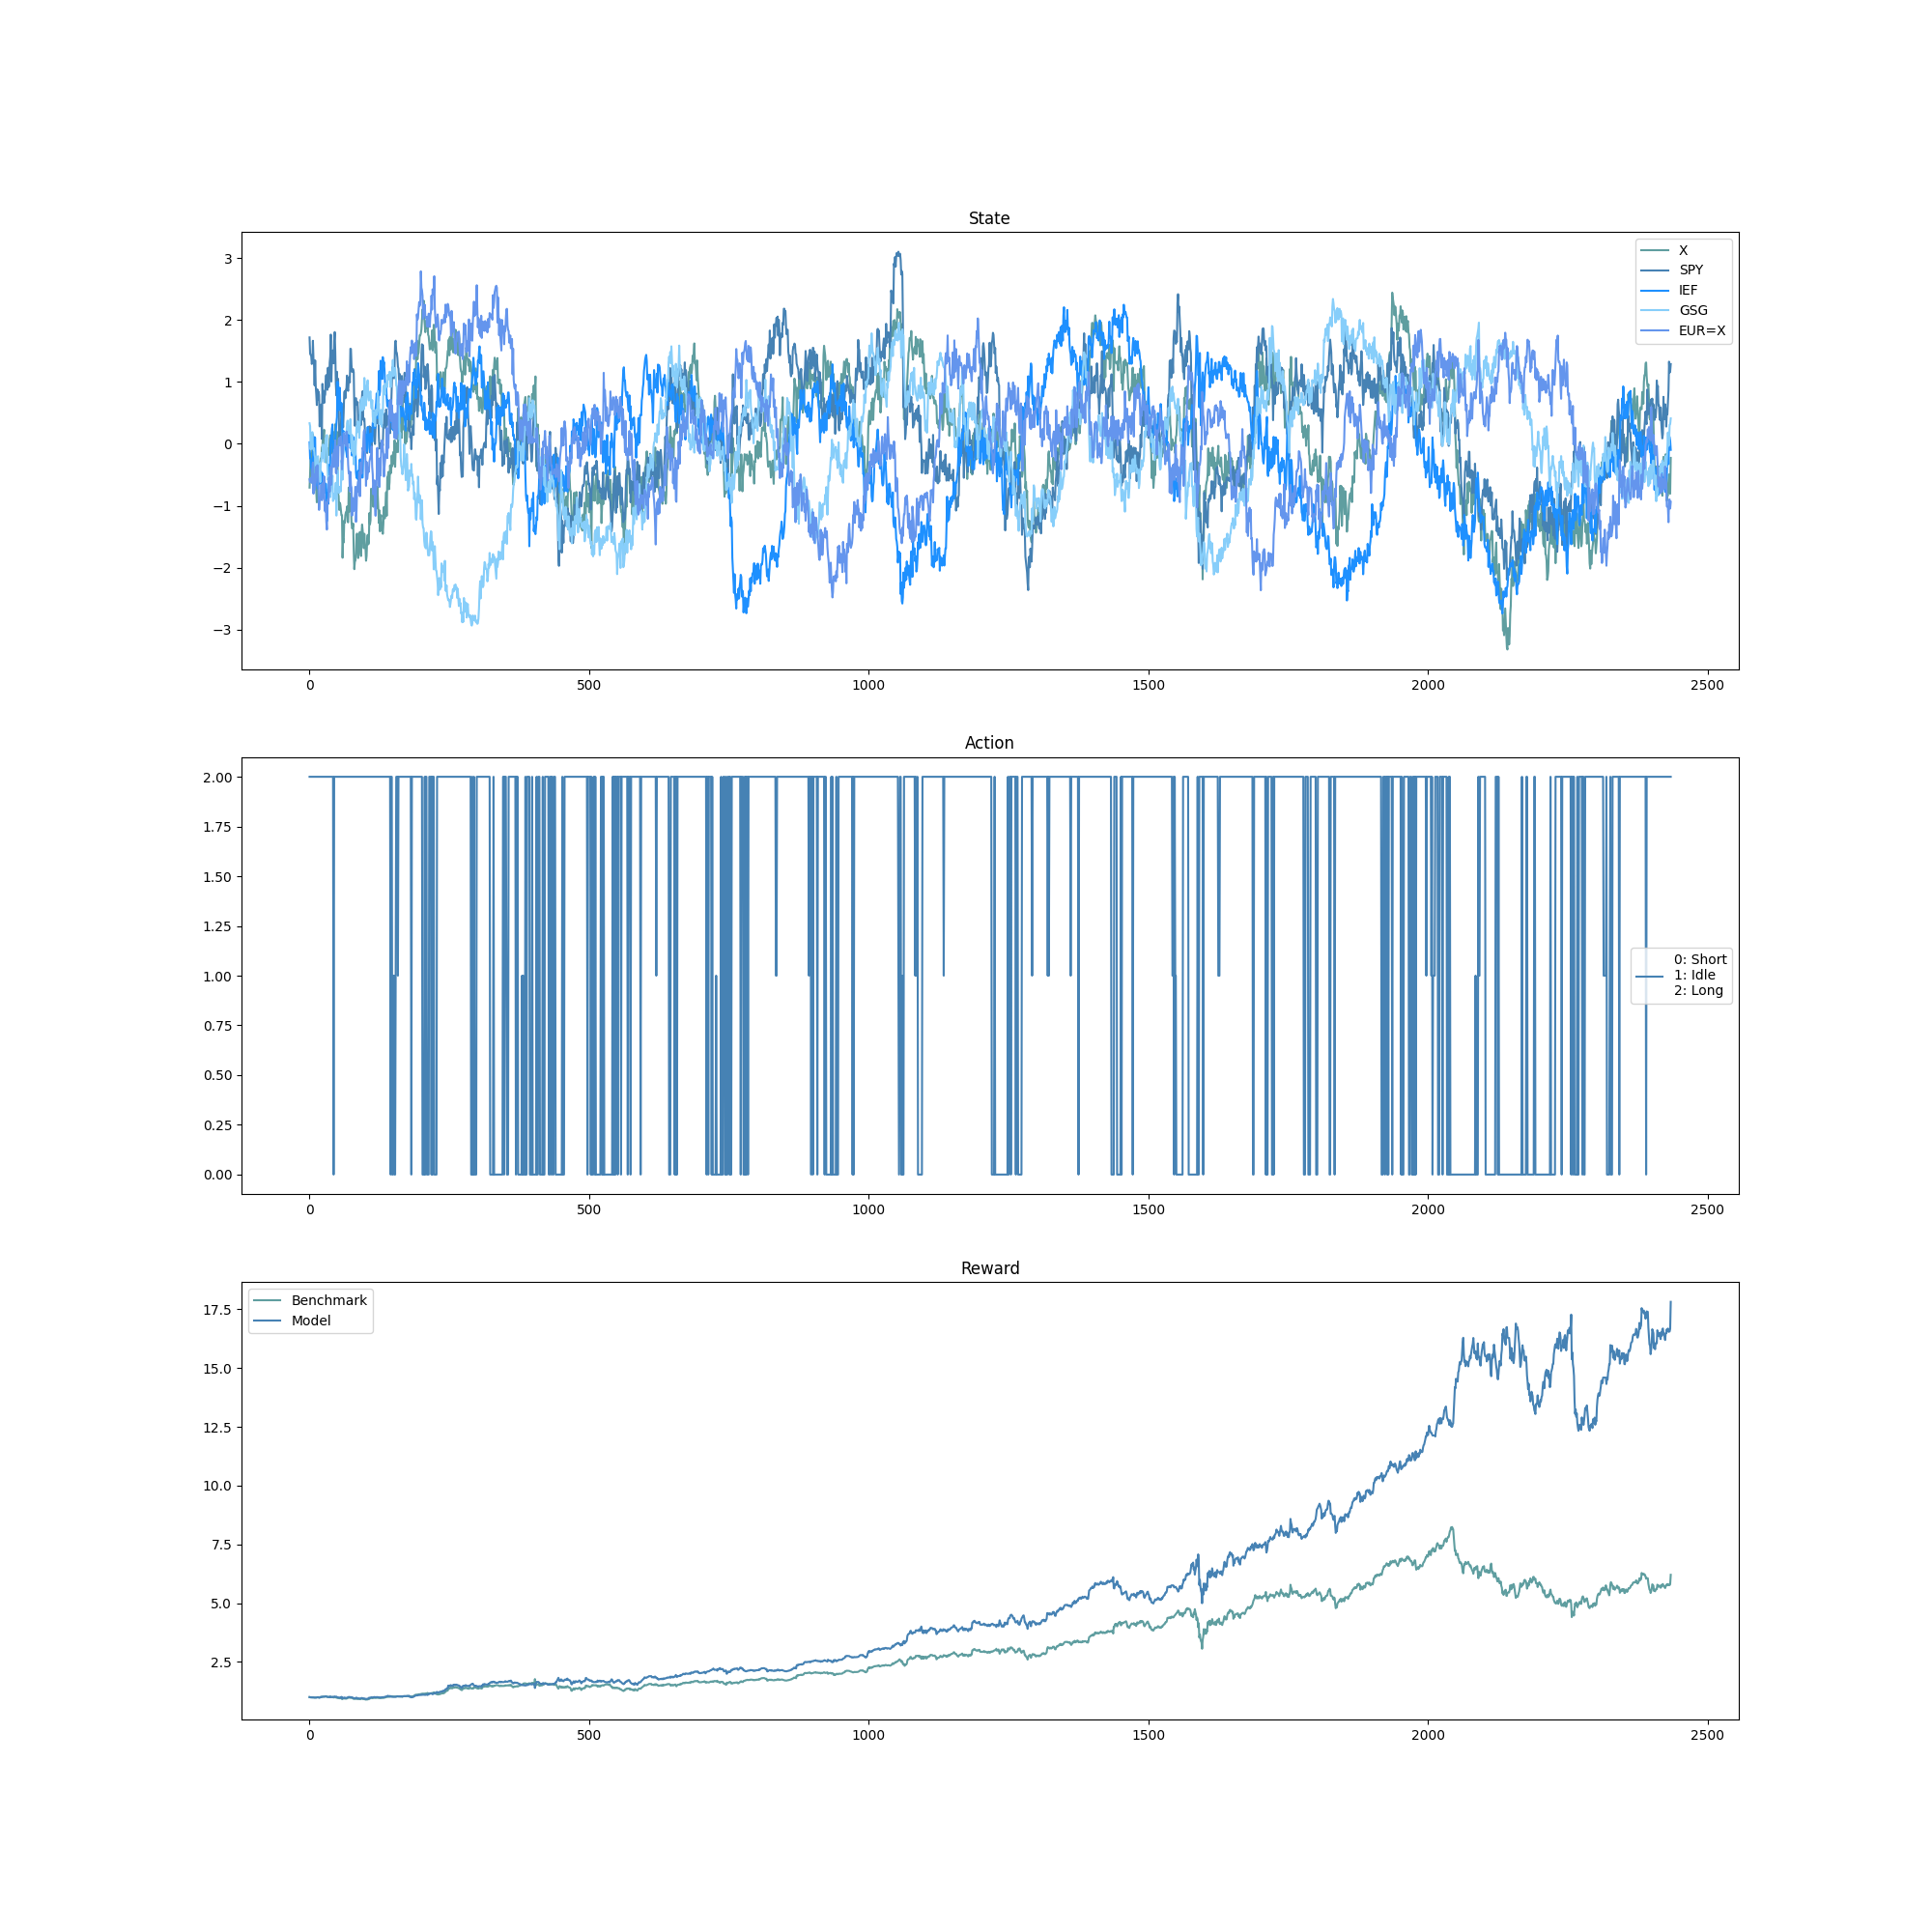 State
3
2
1
0
−1
−2
−3
X
SPY
IEF
GSG
EUR=X
0 500 1000 1500 2000 2500
Action
2.00
1.75
1.50
1.25
1.00
0.75
0.50
0.25
0.00
0: Short
1: Idle
2: Long
0 500 1000 1500 2000 2500
Reward
Benchmark
Model
17.5
15.0
12.5
10.0
7.5
5.0
2.5
0 500 1000 1500 2000 2500